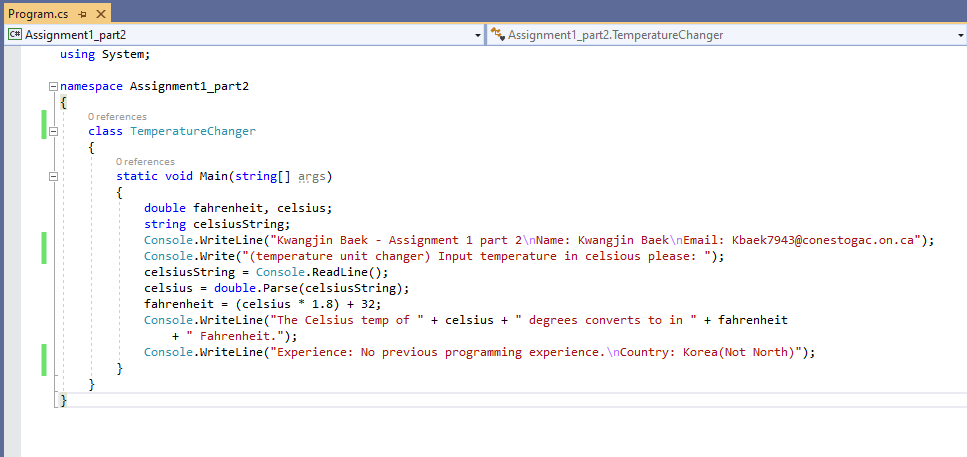 Program.cs
C# Assignment1_part2
Assignment1_part2.TemperatureChanger
using System;
namespace Assignment1_part2
{
0 references
class TemperatureChanger
{
0 references
static void Main(string[] args)
{
double fahrenheit, celsius;
string celsiusString;
Console.WriteLine("Kwangjin Baek - Assignment 1 part 2\nName: Kwangjin Baek\nEmail: Kbaek7943@conestogac.on.ca");
Console.Write("(temperature unit changer) Input temperature in celsious please: ");
celsiusString = Console.ReadLine();
celsius = double.Parse(celsiusString);
fahrenheit = (celsius * 1.8) + 32;
Console.WriteLine("The Celsius temp of " + celsius + " degrees converts to in " + fahrenheit
+ " Fahrenheit.");
Console.WriteLine("Experience: No previous programming experience.\nCountry: Korea(Not North)");
}
}
}